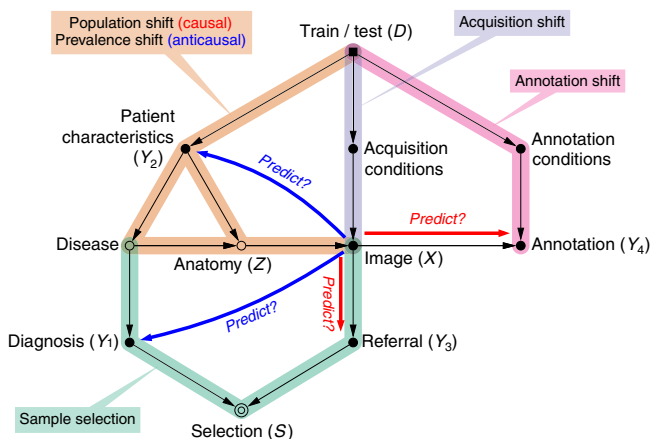 Population shift (causal)
Prevalence shift (anticausal)
Train / test (D)
Acquisition shift
Annotation shift
Patient
characteristics
(Y2)
Acquisition
conditions
Annotation
conditions
Predict?
Predict?
Disease
Anatomy (Z)
Image (X)
Annotation (Y4)
Predict?
Predict?
Diagnosis (Y1)
Referral (Y3)
Sample selection
Selection (S)